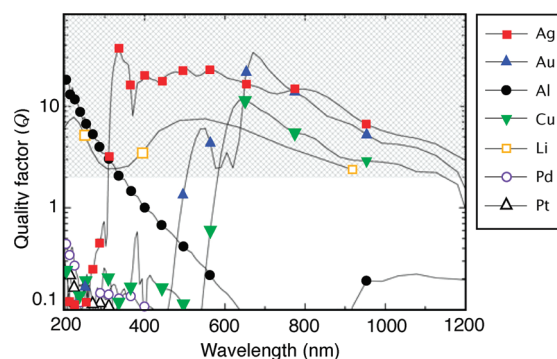 Quality factor (Q)
10
1
0.1
200
400
600
800
1000
1200
Wavelength (nm)
Ag
Au
Al
Cu
Li
Pd
Pt